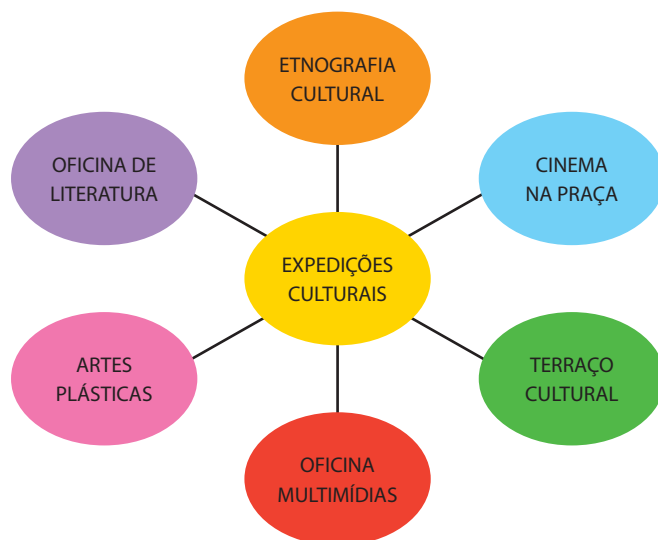 ETNOGRAFIA
CULTURAL
OFICINA DE
LITERATURA
CINEMA
NA PRAÇA
EXPEDIÇÕES
CULTURAIS
ARTES
PLÁSTICAS
TERRAÇO
CULTURAL
OFICINA
MULTIMÍDIAS